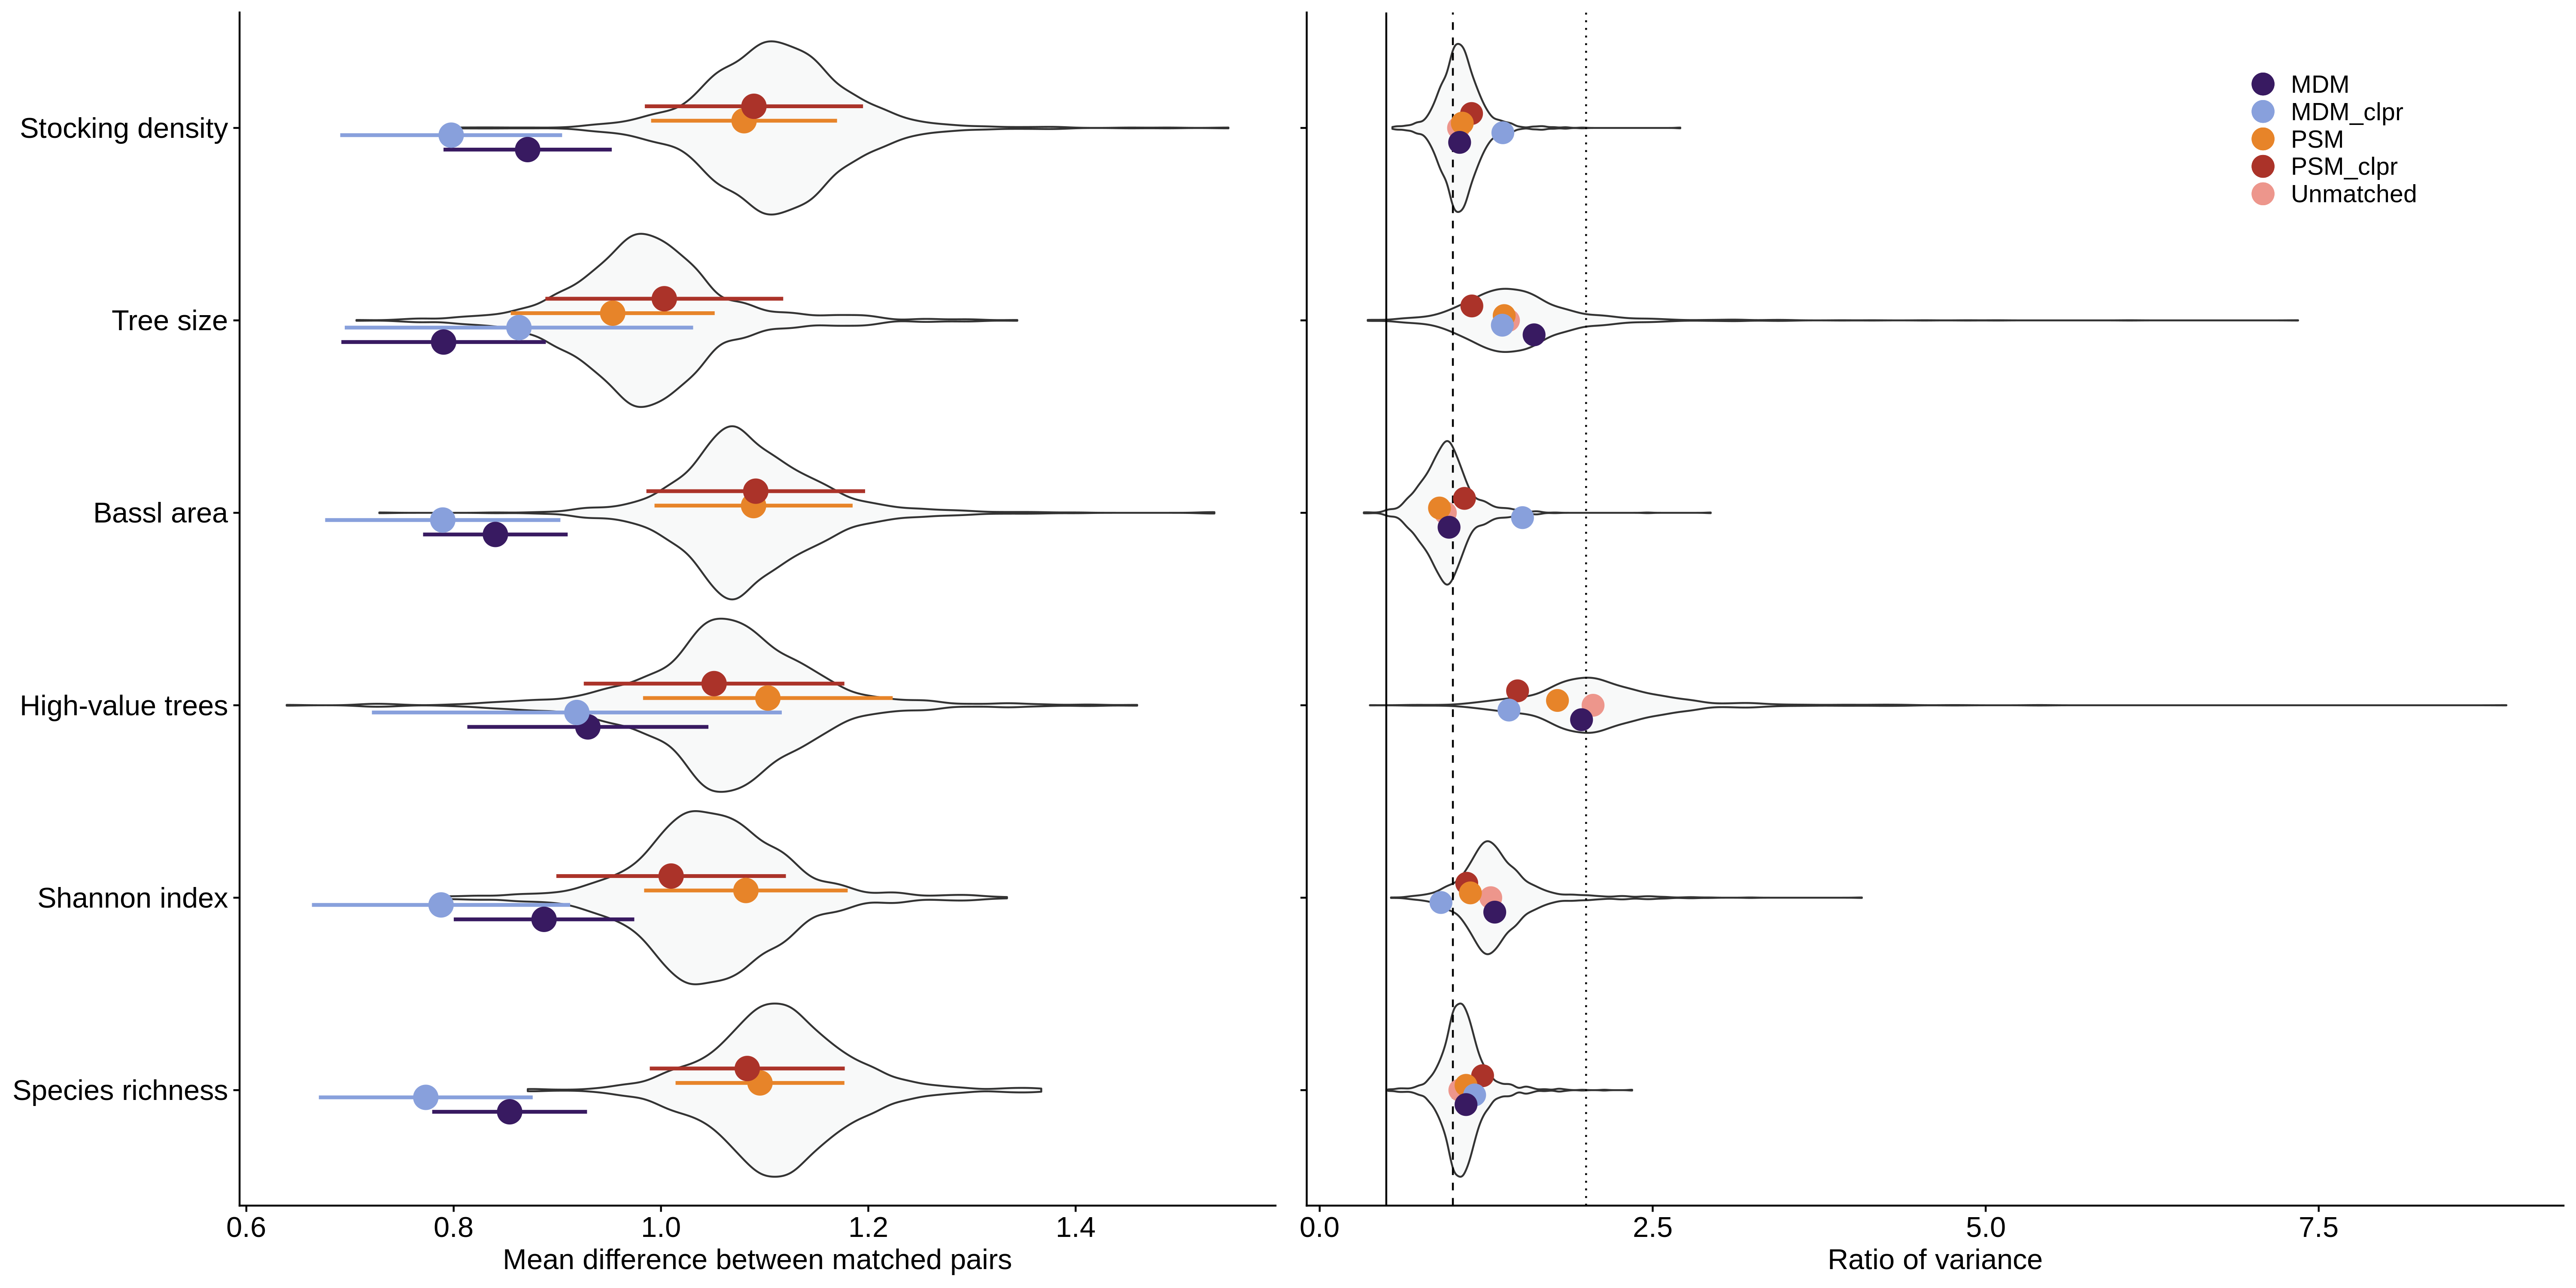 Stocking density
Tree size
Bassl area
High-value trees
Shannon index
Species richness
0.6 0.8 1.0 1.2 1.4
Mean difference between matched pairs
MDM
MDM_clpr
PSM
PSM_clpr
Unmatched
0.0 2.5 5.0 7.5
Ratio of variance